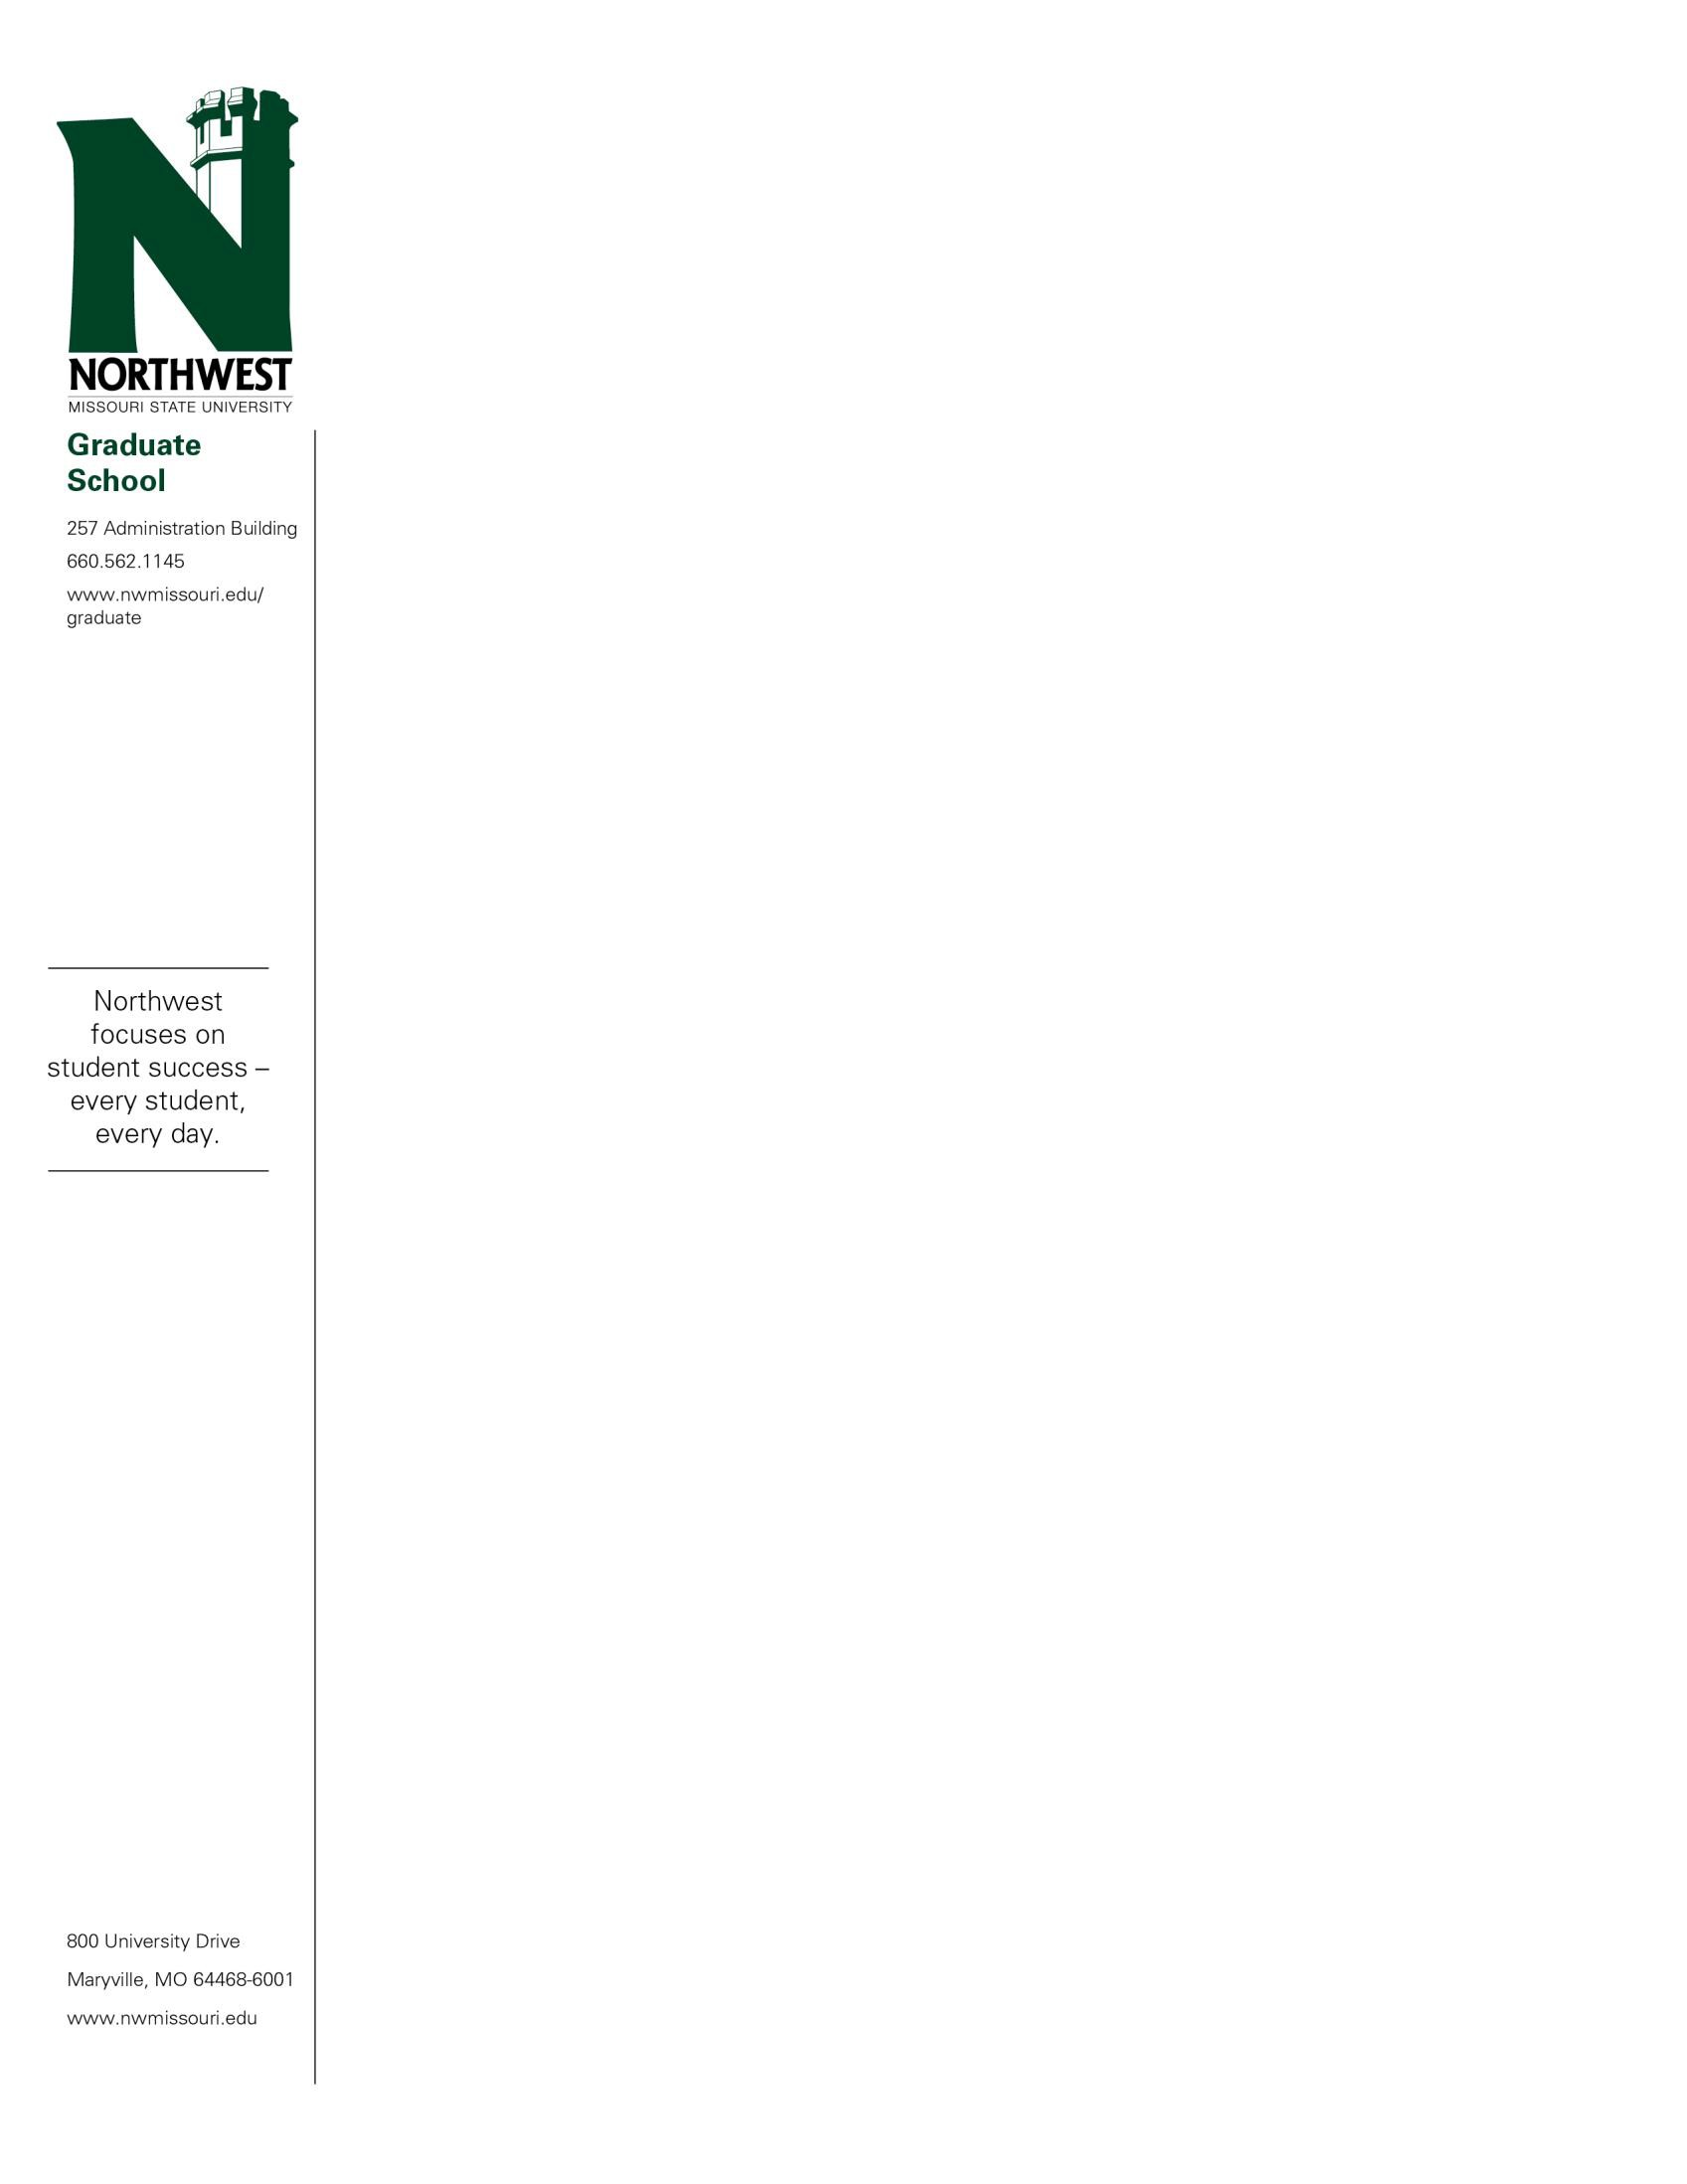 NORTHWEST
MISSOURI STATE UNIVERSITY
Graduate
School
257 Administration Building
660.562.1145
www.nwmissouri.edu/
graduate
Northwest
focuses on
student success –
every student,
every day.
800 University Drive
Maryville, MO 64468-6001
www.nwmissouri.edu